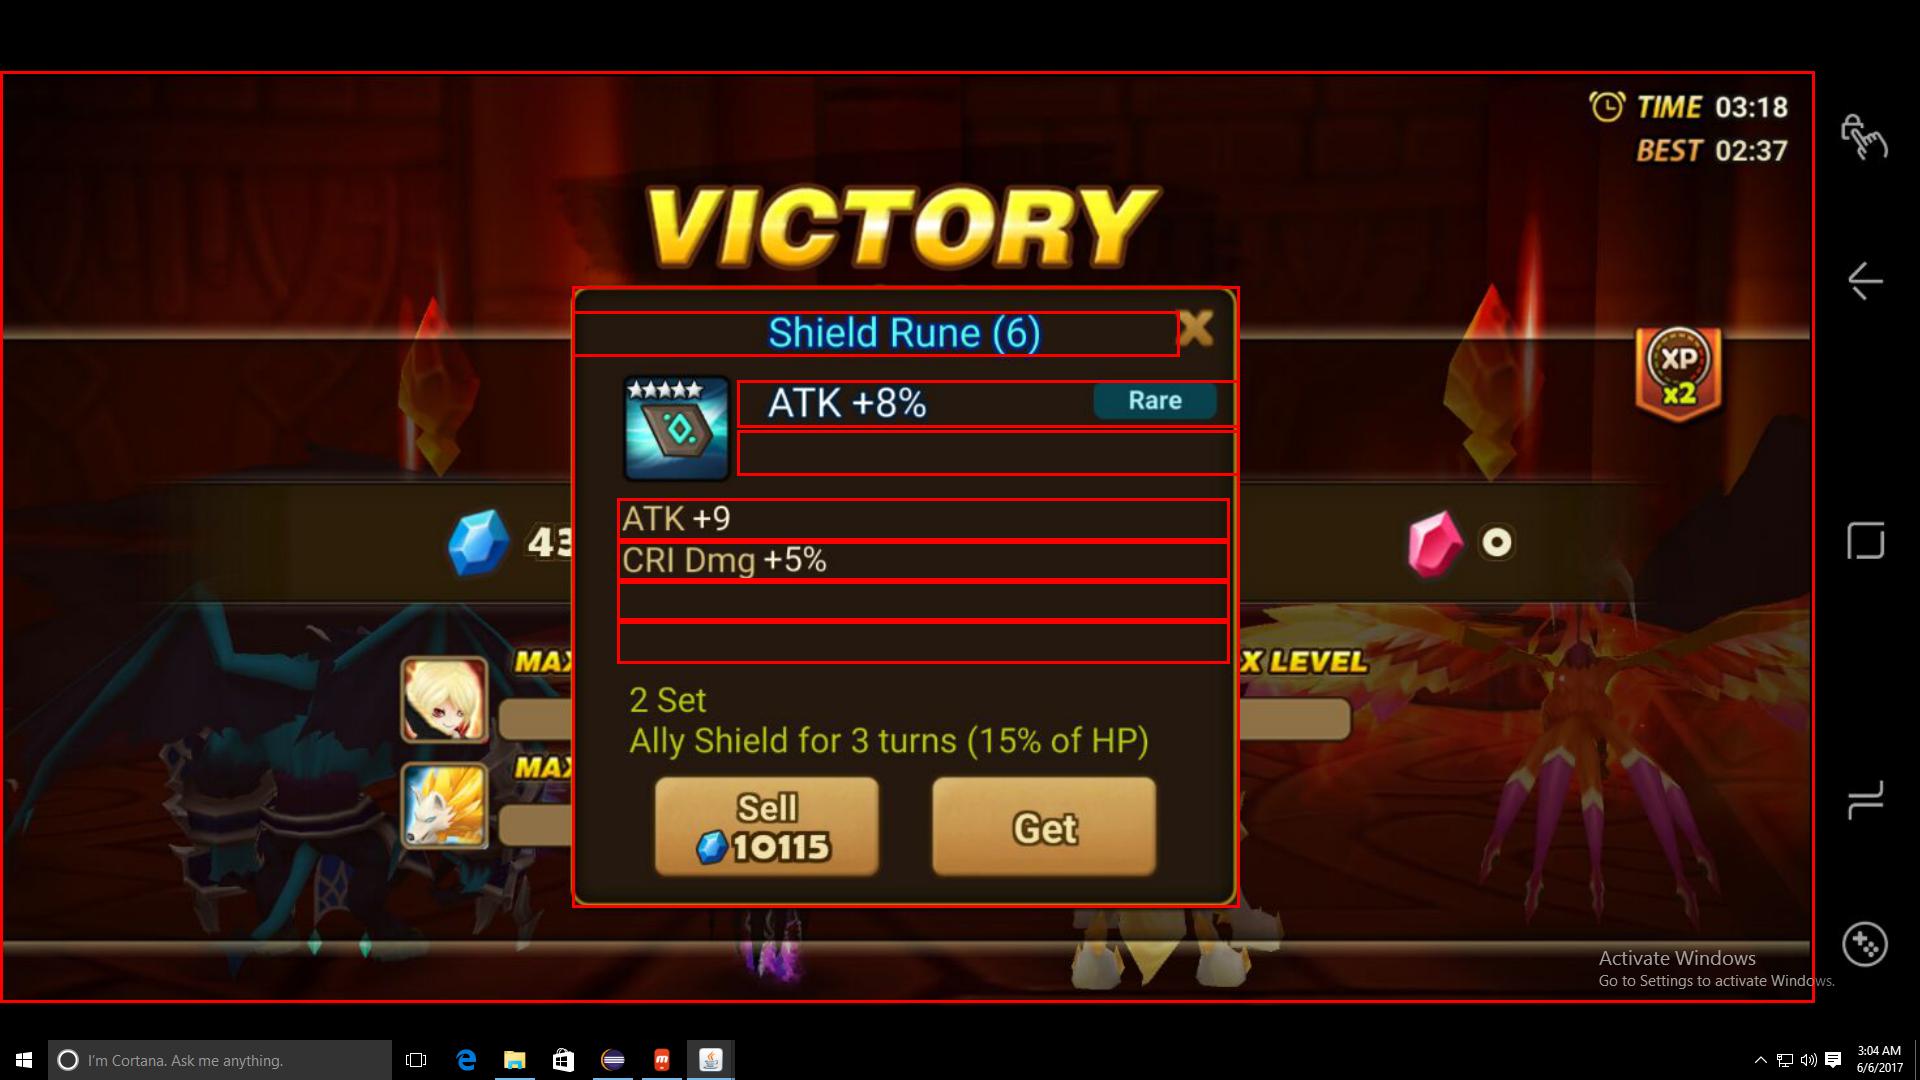 TIME 03:18
BEST 02:37
VICTORY
Shield Rune (6)
ATK +8%
Rare
XP
x2
ATK +9
43
0
CRI Dmg +5%
MAX
X LEVEL
2 Set
Ally Shield for 3 turns (15% of HP)
MAX
Sell
10115
Get
Activate Windows
Go to Settings to activate Windows.
I'm Cortana. Ask me anything.
3:04 AM
6/6/2017